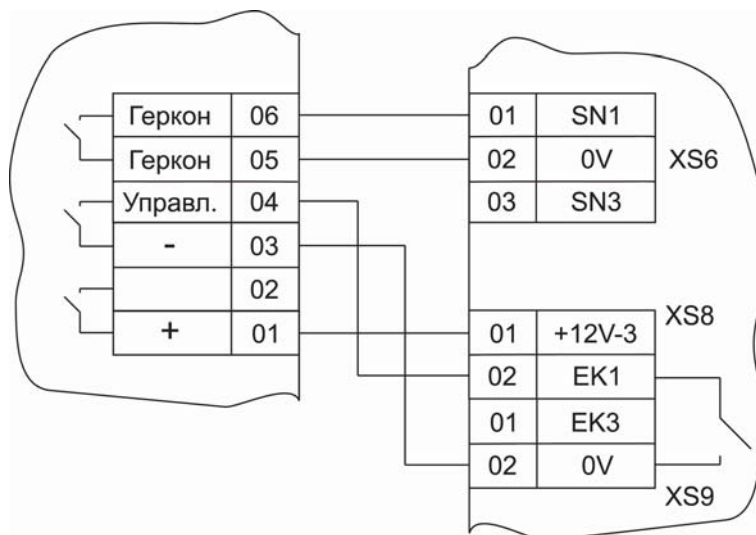 Геркон 06
Геркон 05
Управл. 04
- 03
02
+ 01
01 SN1
02 0V
03 SN3
XS6
XS8
01 +12V-3
02 EK1
01 EK3
02 0V
XS9